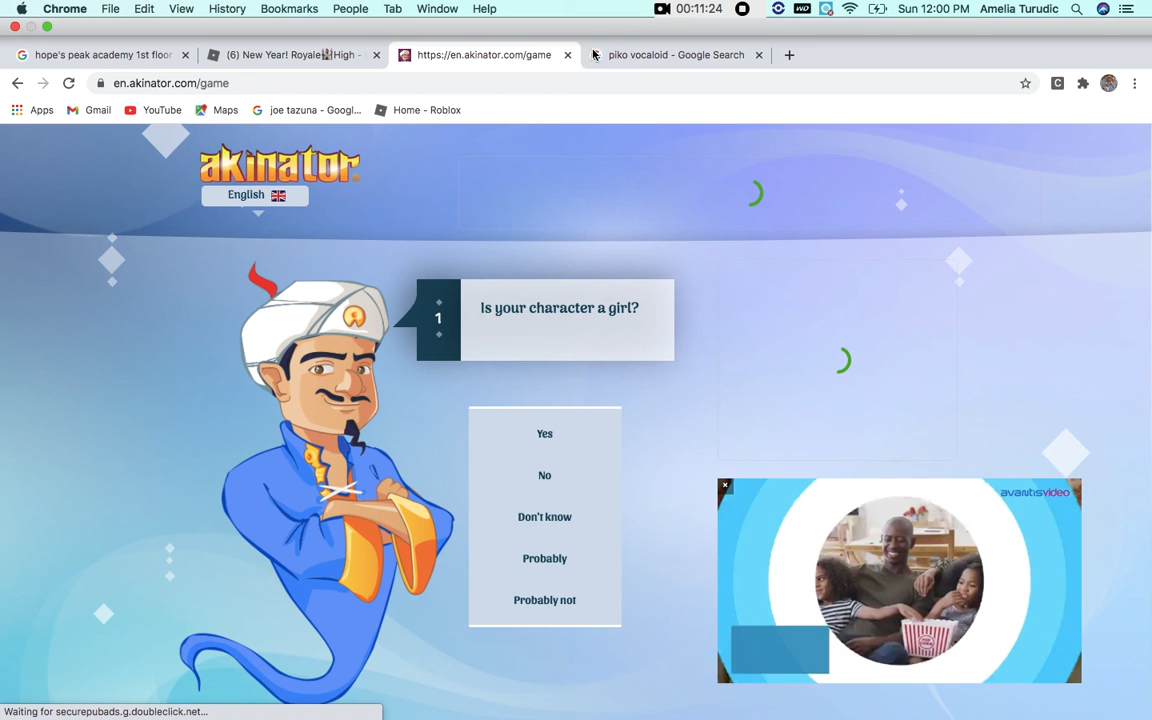 Chrome File Edit View History Bookmarks People Tab Window Help 00:11:24 WD Sun 12:00 PM Amelia Turudic
hope's peak academy 1st floor (6) New Year! Royale High - https://en.akinator.com/game piko vocaloid - Google Search
en.akinator.com/game
Apps Gmail YouTube Maps joe tazuna - Googl... Home - Roblox
akinator
English
1
Is your character a girl?
Yes
No
Don't know
Probably
Probably not
avantisvideo
Waiting for securepubads.g.doubleclick.net...